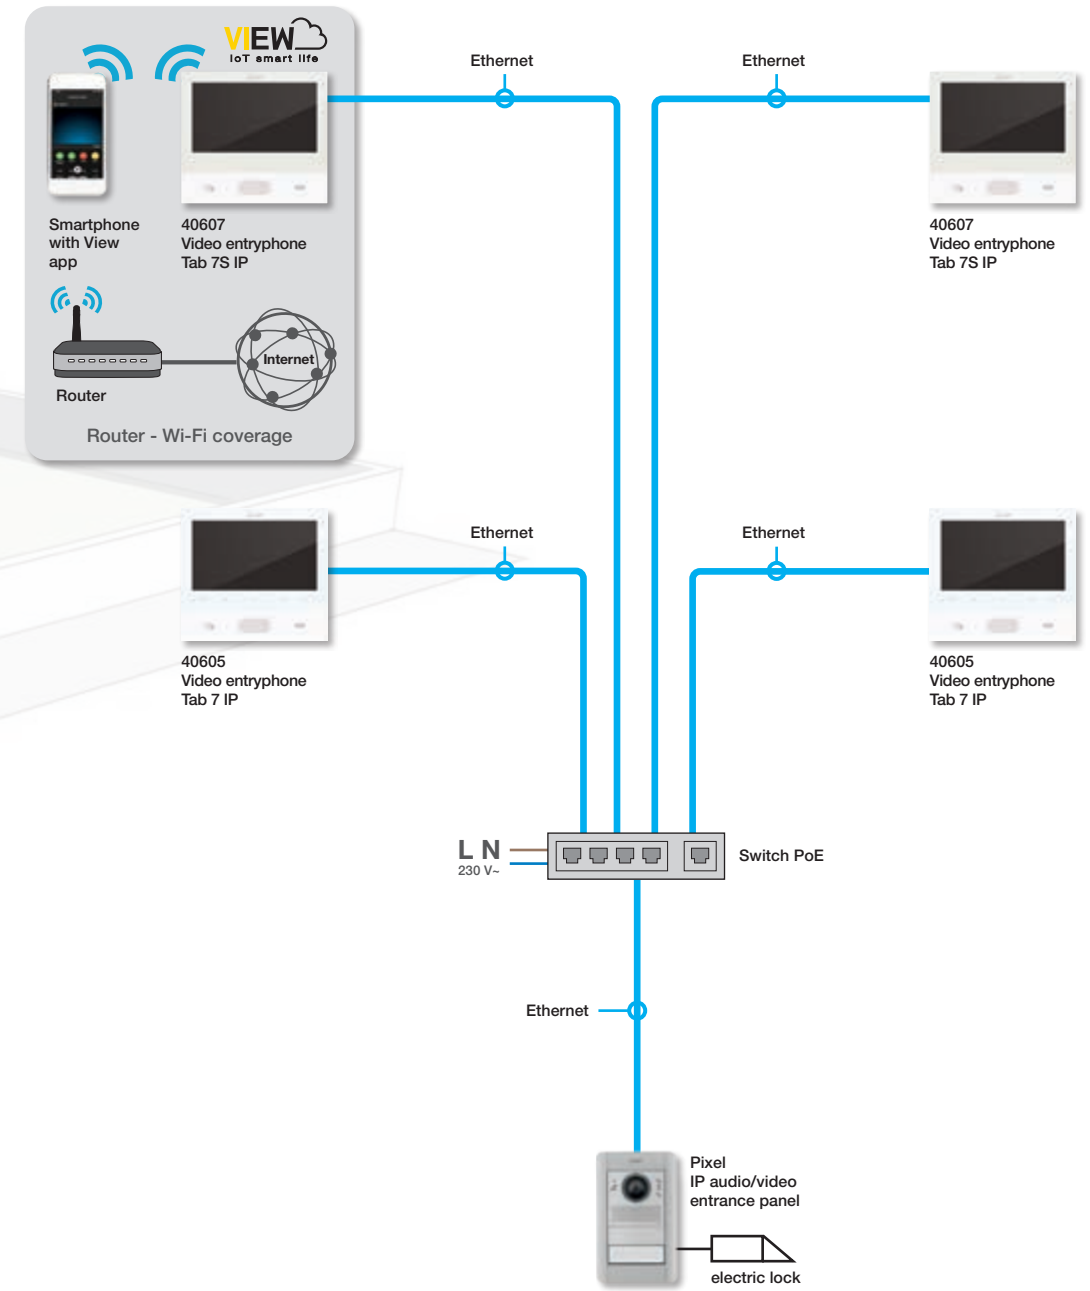 VIEW
IoT smart life
Ethernet
Ethernet
Smartphone
with View
app
40607
Video entryphone
Tab 7S IP
40607
Video entryphone
Tab 7S IP
Internet
Router
Router - Wi-Fi coverage
Ethernet
Ethernet
40605
Video entryphone
Tab 7 IP
40605
Video entryphone
Tab 7 IP
L N
230 V~
Switch PoE
Ethernet
Pixel
IP audio/video
entrance panel
electric lock